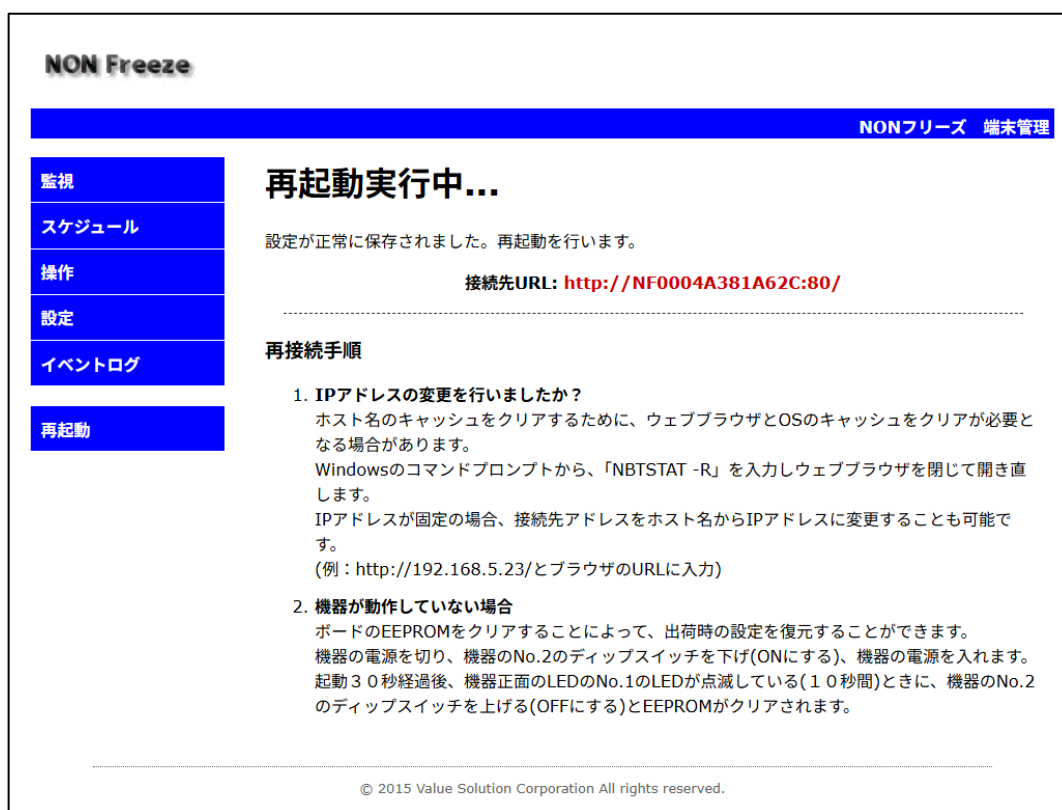 NON Freeze
NONフリーズ　端末管理
監視
スケジュール
操作
設定
イベントログ
再起動
再起動実行中...
設定が正常に保存されました。再起動を行います。
接続先URL: http://NF0004A381A62C:80/
再接続手順
1. IPアドレスの変更を行いましたか？
ホスト名のキャッシュをクリアするために、ウェブブラウザとOSのキャッシュをクリアが必要と
なる場合があります。
Windowsのコマンドプロンプトから、「NBTSTAT -R」を入力しウェブブラウザを閉じて開き直
します。
IPアドレスが固定の場合、接続先アドレスをホスト名からIPアドレスに変更することも可能で
す。
(例：http://192.168.5.23/とブラウザのURLに入力)
2. 機器が動作していない場合
ボードのEEPROMをクリアすることによって、出荷時の設定を復元することができます。
機器の電源を切り、機器のNo.2のディップスイッチを下げ(ONにする)、機器の電源を入れます。
起動３０秒経過後、機器正面のLEDのNo.1のLEDが点滅している(１０秒間)ときに、機器のNo.2
のディップスイッチを上げる(OFFにする)とEEPROMがクリアされます。
© 2015 Value Solution Corporation All rights reserved.